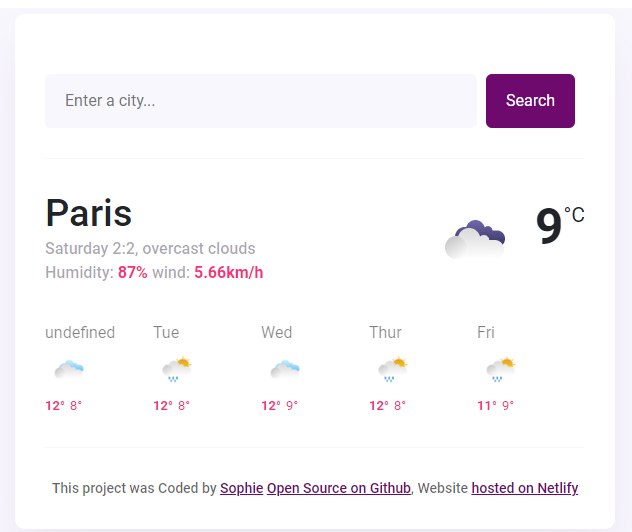 Enter a city...
Search
Paris
9°C
Saturday 2:2, overcast clouds
Humidity: 87% wind: 5.66km/h
undefined Tue Wed Thur Fri
12° 8° 12° 8° 12° 9° 12° 8° 11° 9°
This project was Coded by Sophie Open Source on Github, Website hosted on Netlify